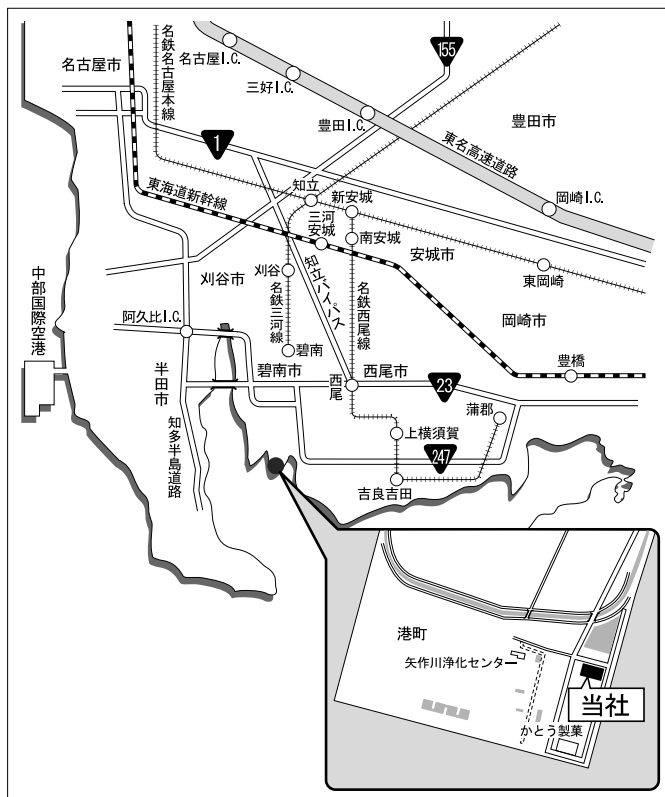 名鉄名古屋本線
名古屋I.C.
155
名古屋市
三好I.C.
豊田I.C.
豊田市
1
東名高速道路
岡崎I.C.
東海道新幹線
知立
新安城
三河
安城
南安城
安城市
東岡崎
中部国際空港
刈谷市
刈谷
名鉄三河線
知立バイパス
名鉄西尾線
岡崎市
阿久比I.C.
碧南
豊橋
半田市
碧南市
西尾
西尾市
23
蒲郡
知多半島道路
上横須賀
247
吉良吉田
港町
矢作川浄化センター
当社
かとう製菓